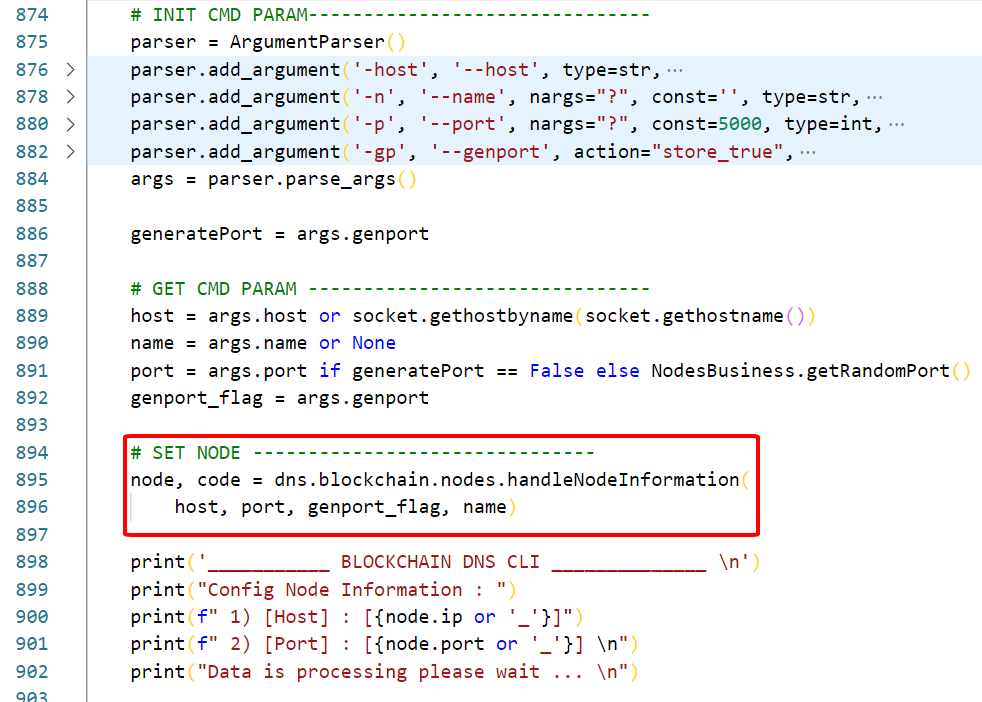 874 # INIT CMD PARAM-------------------------------
875 parser = ArgumentParser()
876 > parser.add_argument('-host', '--host', type=str,···
878 > parser.add_argument('-n', '--name', nargs="?", const='', type=str,···
880 > parser.add_argument('-p', '--port', nargs="?", const=5000, type=int,···
882 > parser.add_argument('-gp', '--genport', action="store_true",···
884 args = parser.parse_args()
885
886 generatePort = args.genport
887
888 # GET CMD PARAM -------------------------------
889 host = args.host or socket.gethostbyname(socket.gethostname())
890 name = args.name or None
891 port = args.port if generatePort == False else NodesBusiness.getRandomPort()
892 genport_flag = args.genport
893
894 # SET NODE -------------------------------
895 node, code = dns.blockchain.nodes.handleNodeInformation(
896 host, port, genport_flag, name)
897
898 print('___________ BLOCKCHAIN DNS CLI ______________ \n')
899 print("Config Node Information : ")
900 print(f" 1) [Host] : [{node.ip or '_'}]")
901 print(f" 2) [Port] : [{node.port or '_'}] \n")
902 print("Data is processing please wait ... \n")
903